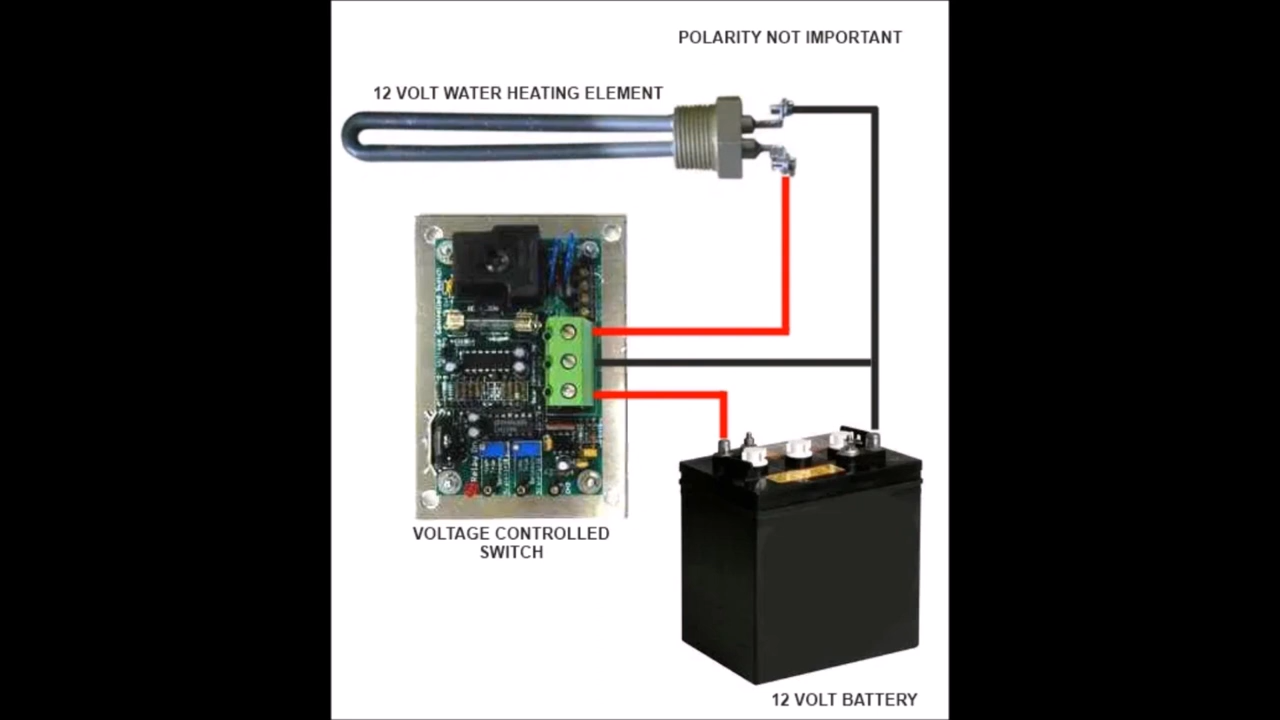 POLARITY NOT IMPORTANT
12 VOLT WATER HEATING ELEMENT
VOLTAGE CONTROLLED
SWITCH
12 VOLT BATTERY